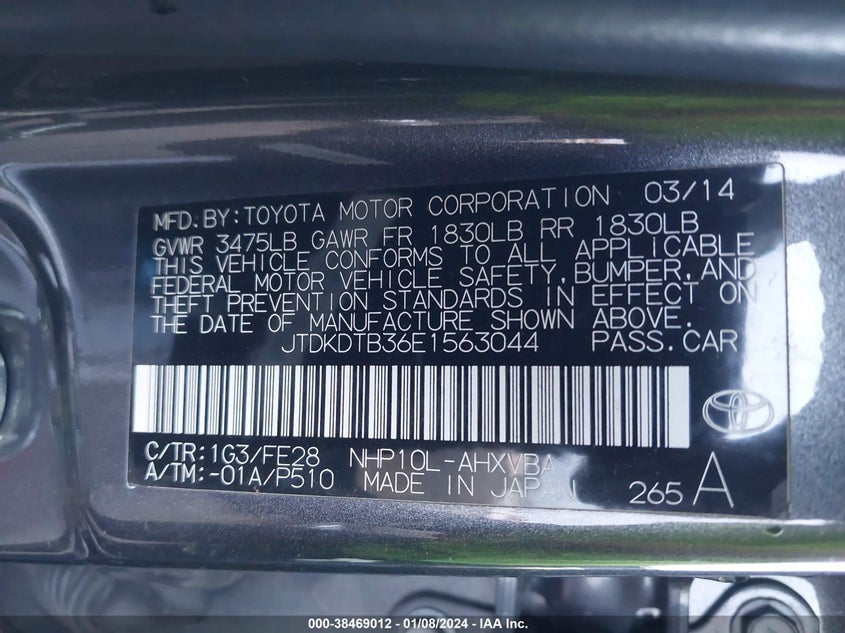 MFD.BY:TOYOTA MOTOR CORPORATION 03/14
GVWR 3475LB GAWR FR 1830LB RR 1830LB
THIS VEHICLE CONFORMS TO ALL APPLICABLE
FEDERAL MOTOR VEHICLE SAFETY,BUMPER,AND
THEFT PREVENTION STANDARDS IN EFFECT ON
THE DATE OF MANUFACTURE SHOWN ABOVE.
JTDKDTB36E1563044 PASS.CAR
C/TR:1G3/FE28 NHP10L-AHXVBA
A/TM:-01A/P510 MADE IN JAPAN 265 A
000-38469012 - 01/08/2024 - IAA Inc.